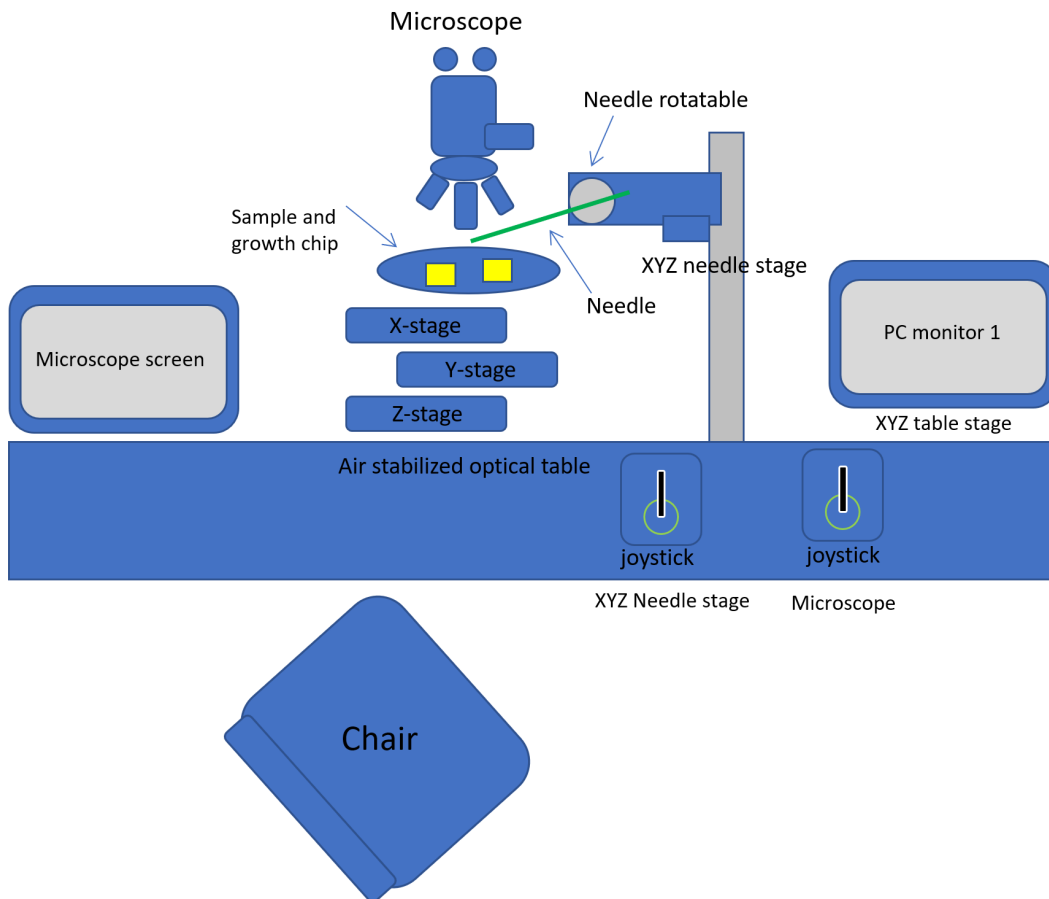 Microscope
Needle rotatable
Sample and
growth chip
XYZ needle stage
Needle
X-stage
PC monitor 1
Microscope screen
Y-stage
Z-stage
XYZ table stage
Air stabilized optical table
joystick
joystick
XYZ Needle stage
Microscope
Chair